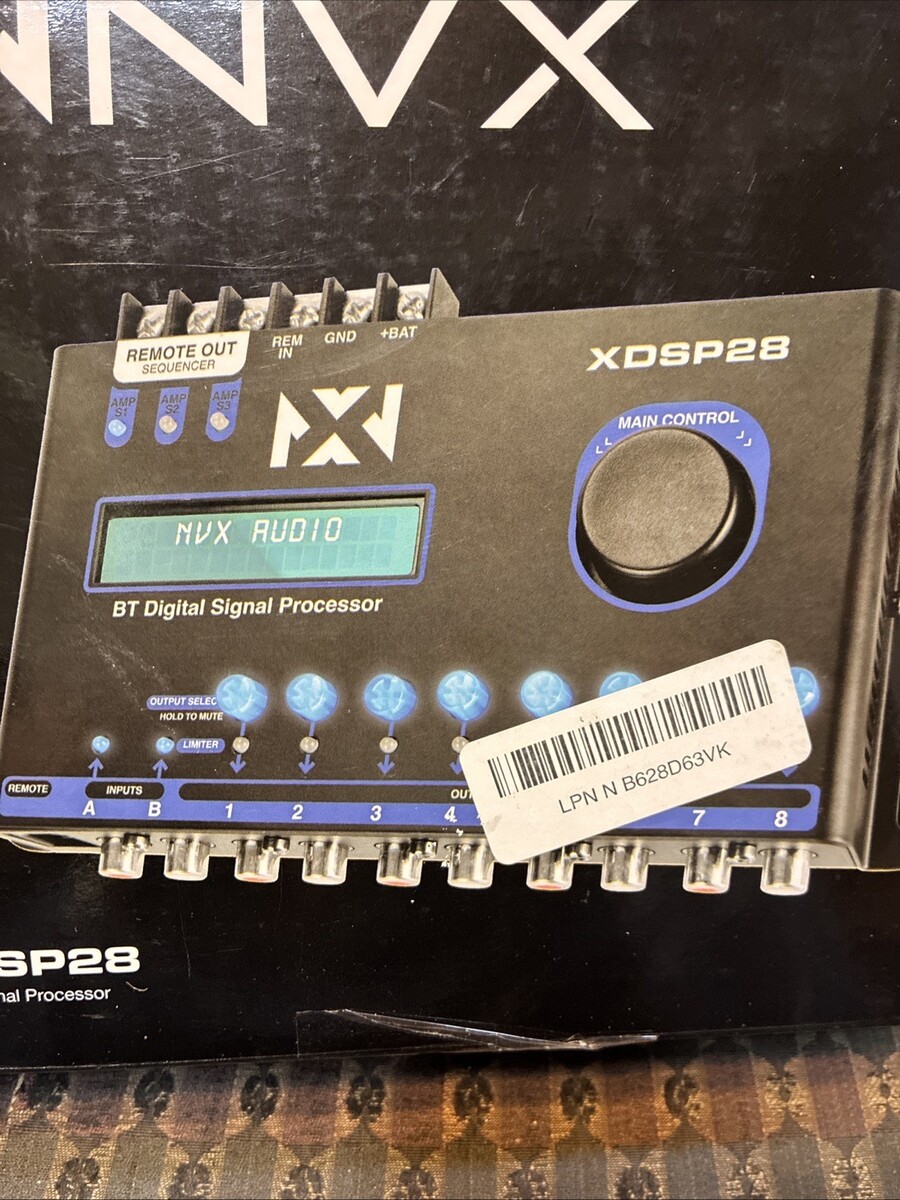 NVX
REMOTE OUT
SEQUENCER
REM
IN
GND
+BAT
XDSP28
AMP
S1
AMP
S2
AMP
S3
MAIN CONTROL
NVX AUDIO
BT Digital Signal Processor
OUTPUT SELEC
HOLD TO MUTE
LIMITER
LPN N B628D63VK
REMOTE
INPUTS
OUT
A B 1 2 3 4 7 8
SP28
nal Processor